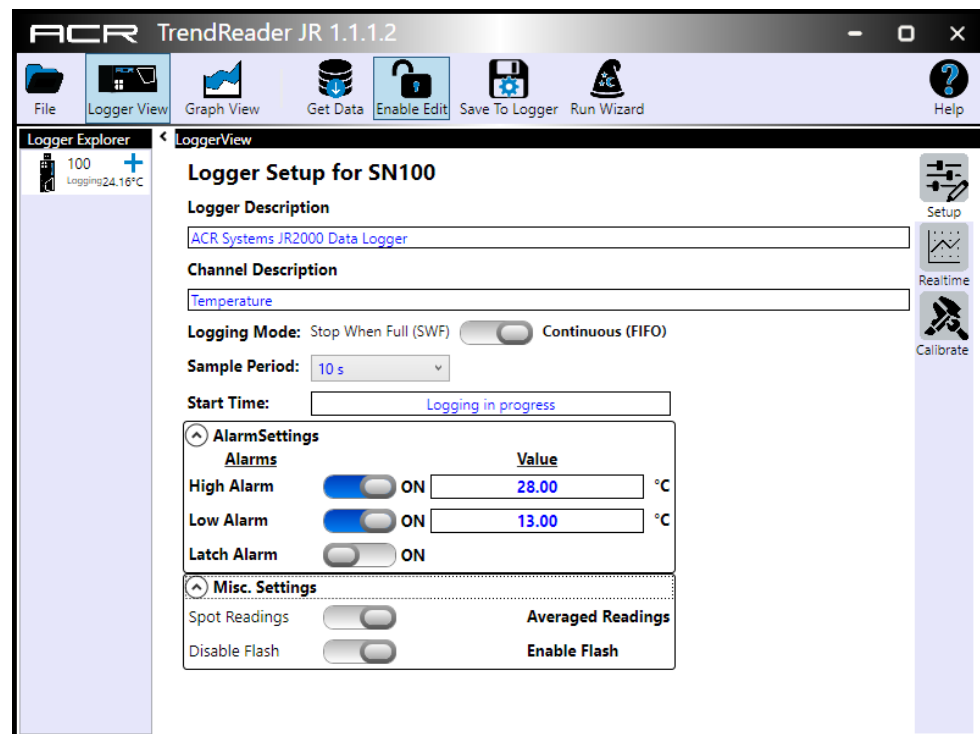 ACR TrendReader JR 1.1.1.2
File Logger View Graph View Get Data Enable Edit Save To Logger Run Wizard Help
Logger Explorer LoggerView
100
Logging 24.16°C
Logger Setup for SN100
Logger Description
ACR Systems JR2000 Data Logger
Channel Description
Temperature
Logging Mode: Stop When Full (SWF) Continuous (FIFO)
Sample Period: 10 s
Start Time: Logging in progress
AlarmSettings
Alarms Value
High Alarm ON 28.00 °C
Low Alarm ON 13.00 °C
Latch Alarm ON
Misc. Settings
Spot Readings Averaged Readings
Disable Flash Enable Flash
Setup
Realtime
Calibrate